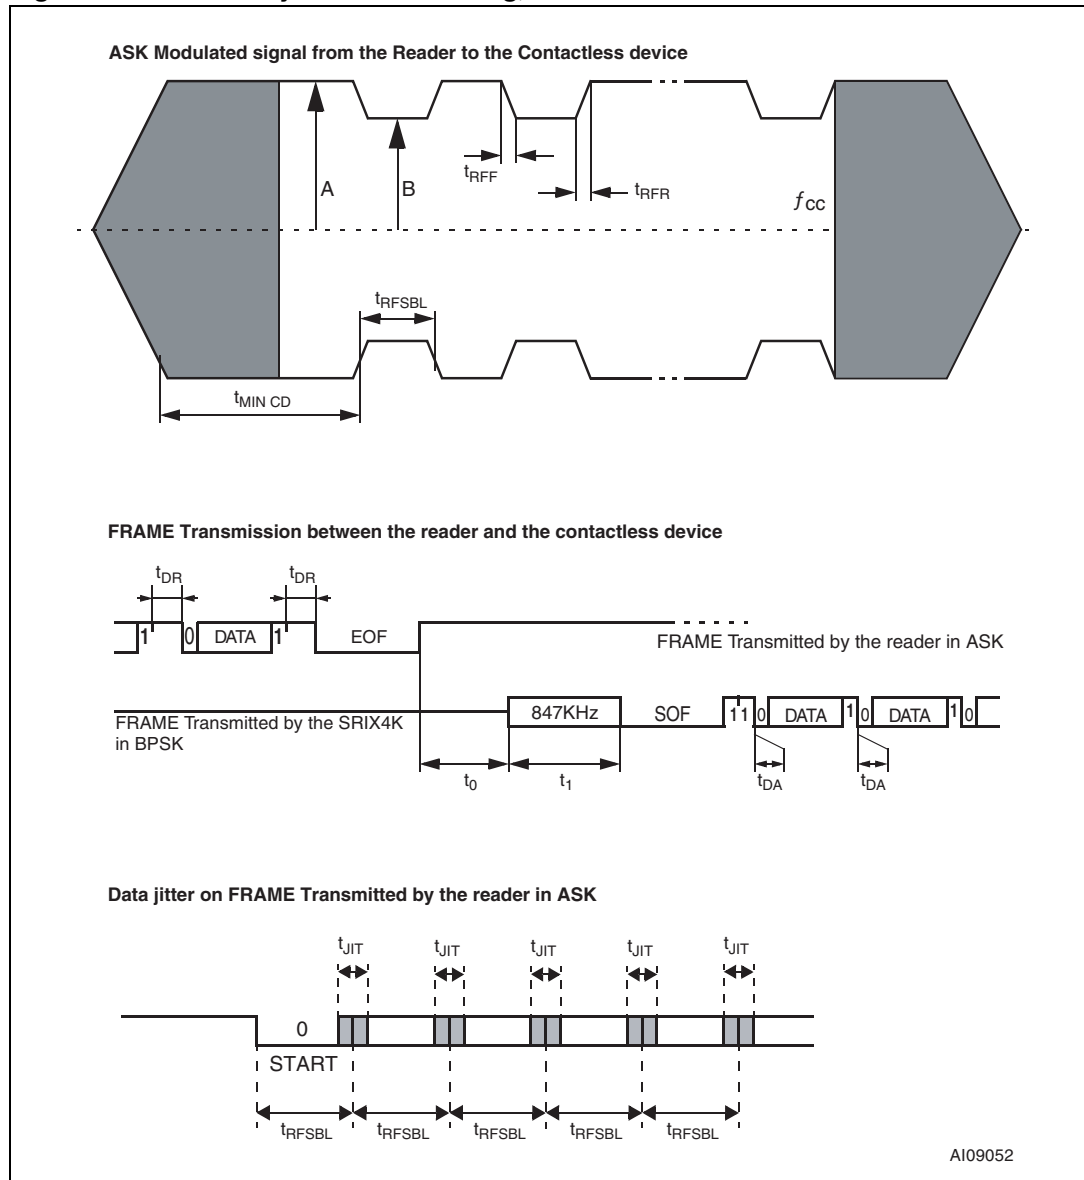 ASK Modulated signal from the Reader to the Contactless device
A
B
tRFF
tRFR
ƒcc
tRFSBL
tMIN CD
FRAME Transmission between the reader and the contactless device
tDR
tDR
1
0
DATA
1
EOF
FRAME Transmitted by the reader in ASK
FRAME Transmitted by the SRIX4K
in BPSK
847KHz
SOF
1 1 0
DATA
1 0
DATA
1 0
t0
t1
tDA
tDA
Data jitter on FRAME Transmitted by the reader in ASK
tJIT
tJIT
tJIT
tJIT
tJIT
0
START
tRFSBL
tRFSBL
tRFSBL
tRFSBL
tRFSBL
AI09052